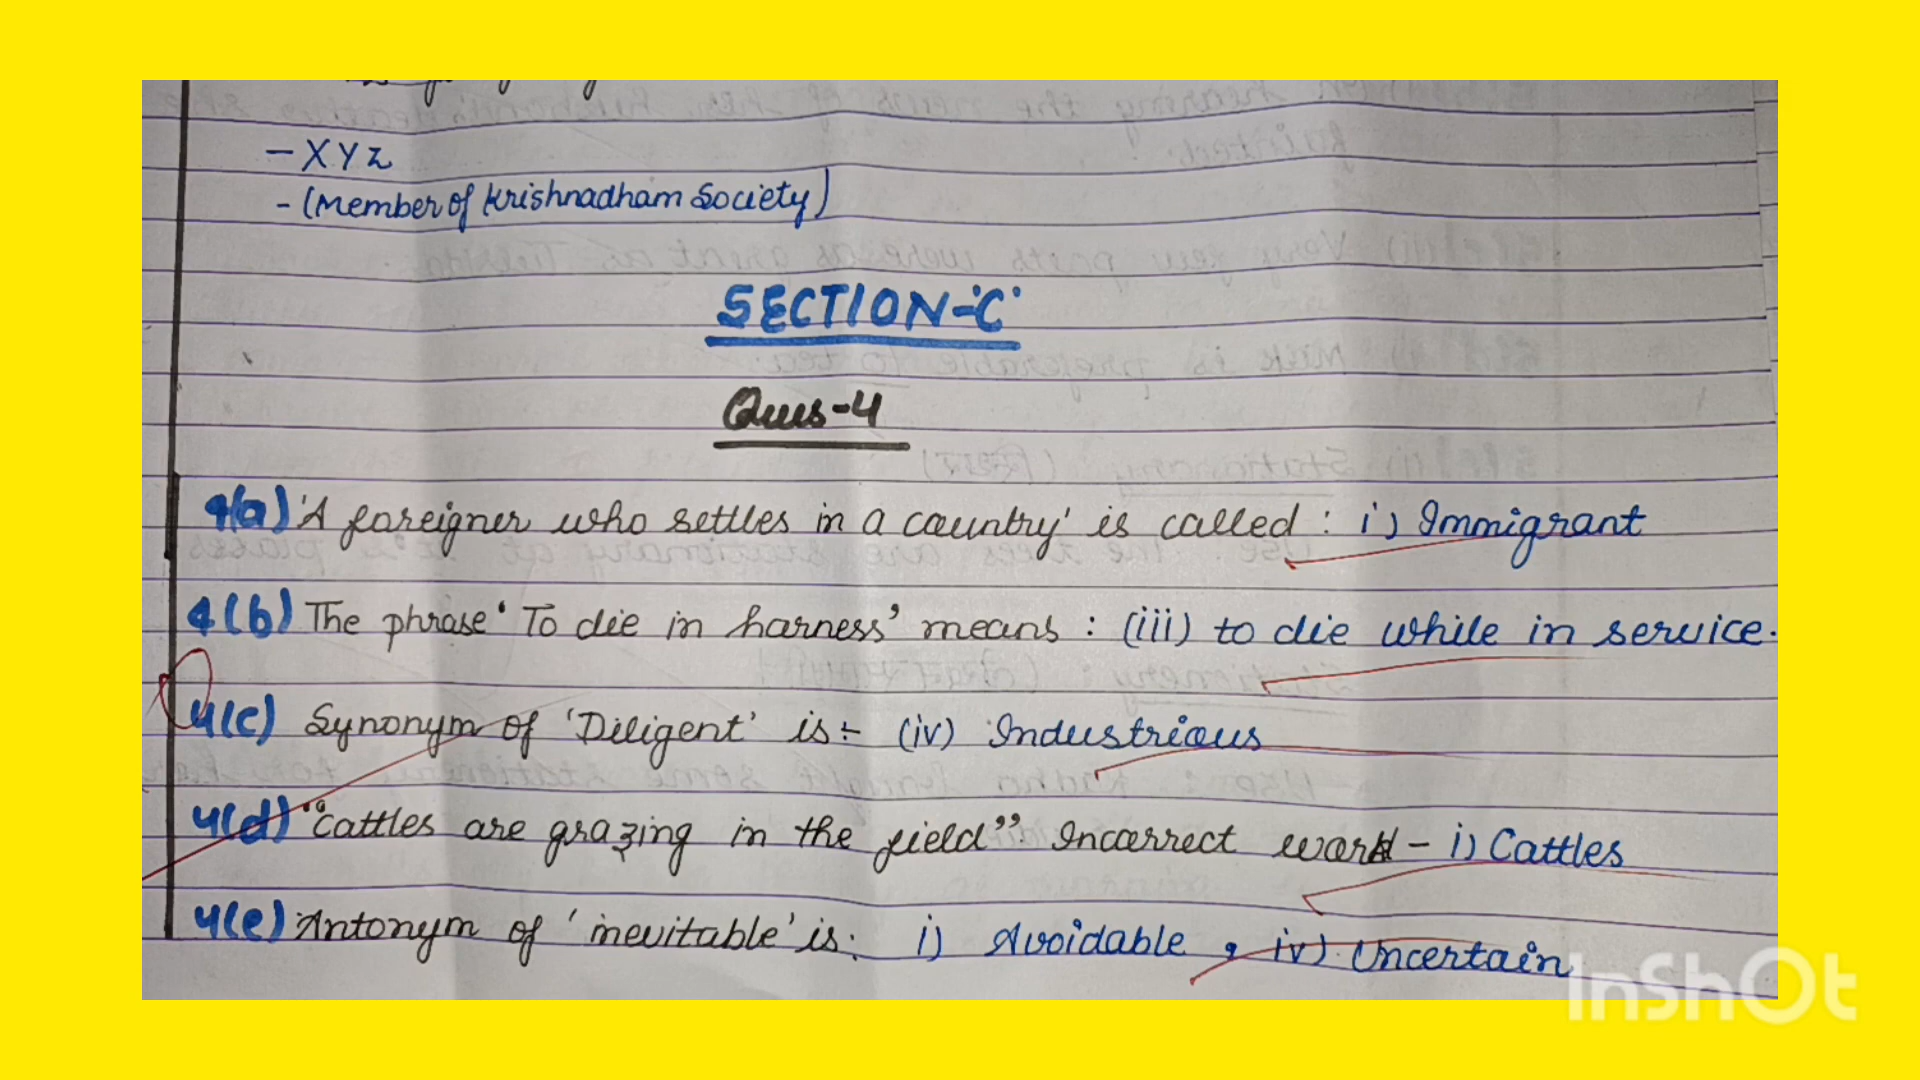 - XYZ
- (Member of Krishnadham Society)
SECTION-'C'
Ques-4
4(a) 'A foreigner who settles in a country' is called : i) Immigrant
4(b) The phrase 'To die in harness' means : (iii) to die while in service.
4(c) Synonym of 'Diligent' is :- (iv) Industrious
4(d) "Cattles are grazing in the field" Incorrect word - i) Cattles
4(e) Antonym of 'inevitable' is : i) Avoidable , iv) Uncertain
InShOt